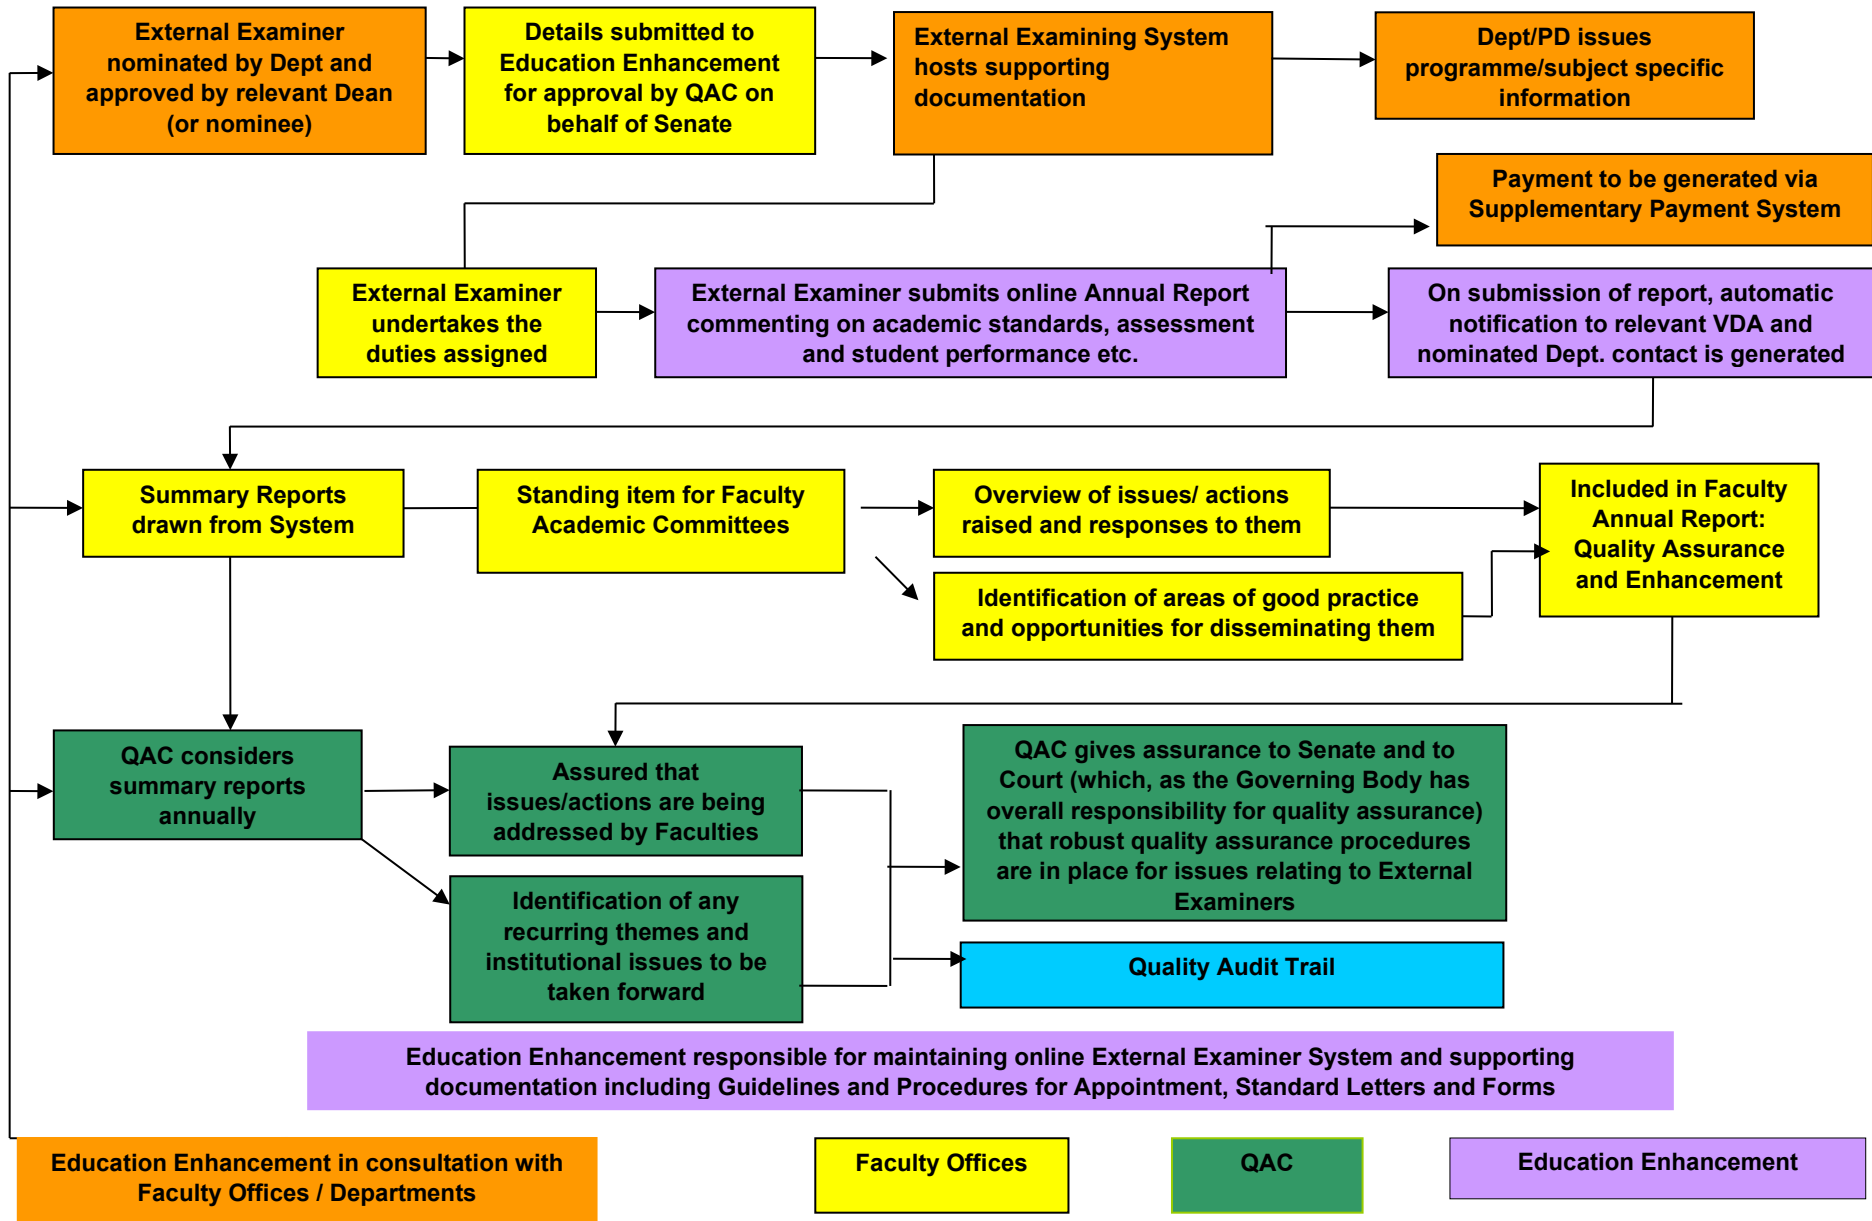 External Examiner
nominated by Dept and
approved by relevant Dean
(or nominee)
Details submitted to
Education Enhancement
for approval by QAC on
behalf of Senate
External Examining System
hosts supporting
documentation
Dept/PD issues
programme/subject specific
information
Payment to be generated via
Supplementary Payment System
External Examiner
undertakes the
duties assigned
External Examiner submits online Annual Report
commenting on academic standards, assessment
and student performance etc.
On submission of report, automatic
notification to relevant VDA and
nominated Dept. contact is generated
Summary Reports
drawn from System
Standing item for Faculty
Academic Committees
Overview of issues/ actions
raised and responses to them
Identification of areas of good practice
and opportunities for disseminating them
Included in Faculty
Annual Report:
Quality Assurance
and Enhancement
QAC considers
summary reports
annually
Assured that
issues/actions are being
addressed by Faculties
Identification of any
recurring themes and
institutional issues to be
taken forward
QAC gives assurance to Senate and to
Court (which, as the Governing Body has
overall responsibility for quality assurance)
that robust quality assurance procedures
are in place for issues relating to External
Examiners
Quality Audit Trail
Education Enhancement responsible for maintaining online External Examiner System and supporting
documentation including Guidelines and Procedures for Appointment, Standard Letters and Forms
Education Enhancement in consultation with
Faculty Offices / Departments
Faculty Offices
QAC
Education Enhancement